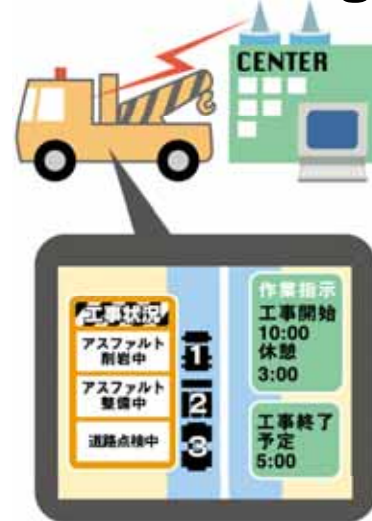 CENTER
工事状況
アスファルト
削岩中
アスファルト
整備中
道路点検中
1
2
3
作業指示
工事開始
10:00
休憩
3:00
工事終了
予定
5:00